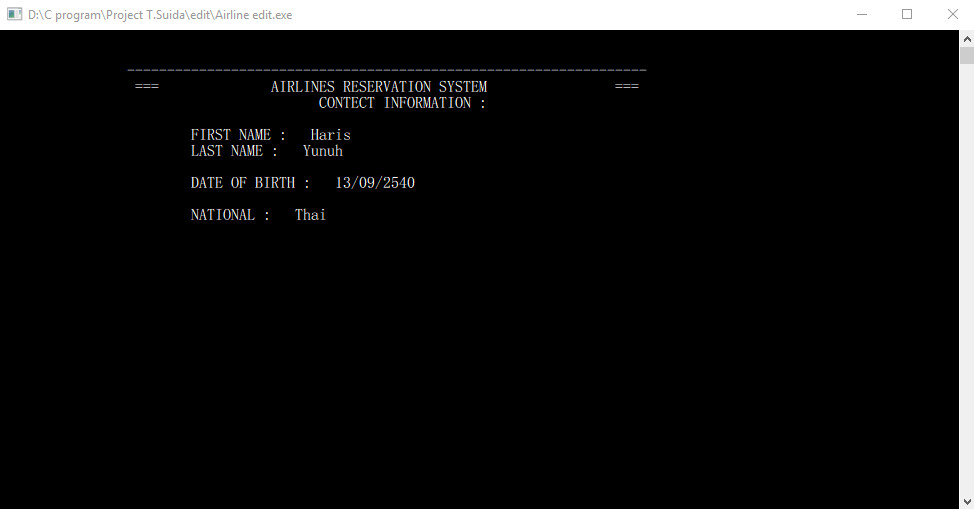 D:\C program\Project T.Suida\edit\Airline edit.exe
----------------------------------------------------------------
=== AIRLINES RESERVATION SYSTEM ===
CONTECT INFORMATION :
FIRST NAME : Haris
LAST NAME : Yunuh
DATE OF BIRTH : 13/09/2540
NATIONAL : Thai